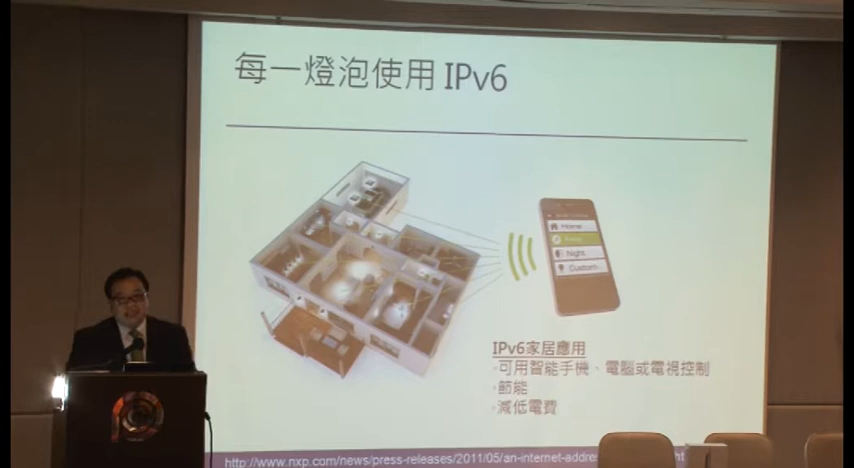 每一燈泡使用 IPv6
Home
Night
Custom
IPv6家居應用
·可用智能手機、電腦或電視控制
·節能
·減低電費
http://www.nxp.com/news/press-releases/2011/05/an-internet-addre